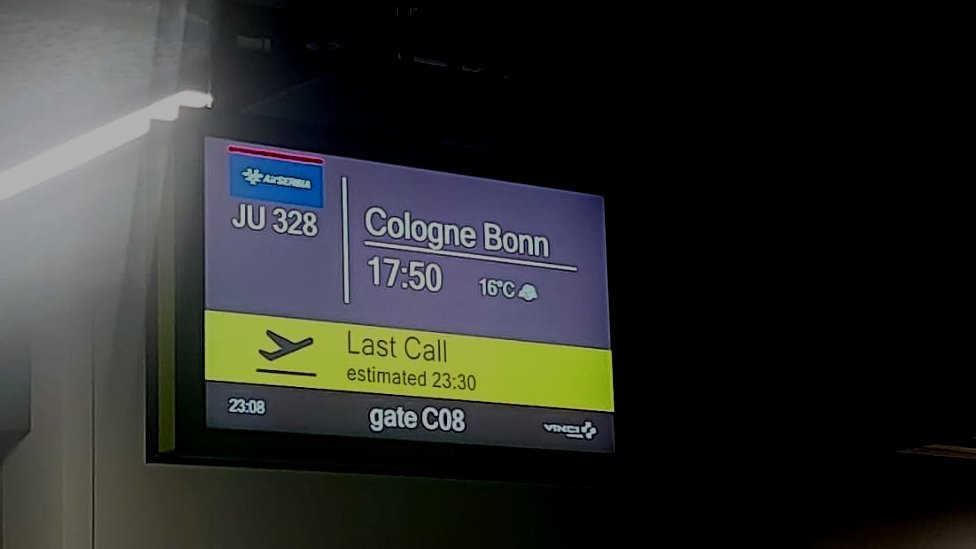 AirSERBIA
JU 328
Cologne Bonn
17:50
16°C
Last Call
estimated 23:30
23:08
gate C08
VINCI